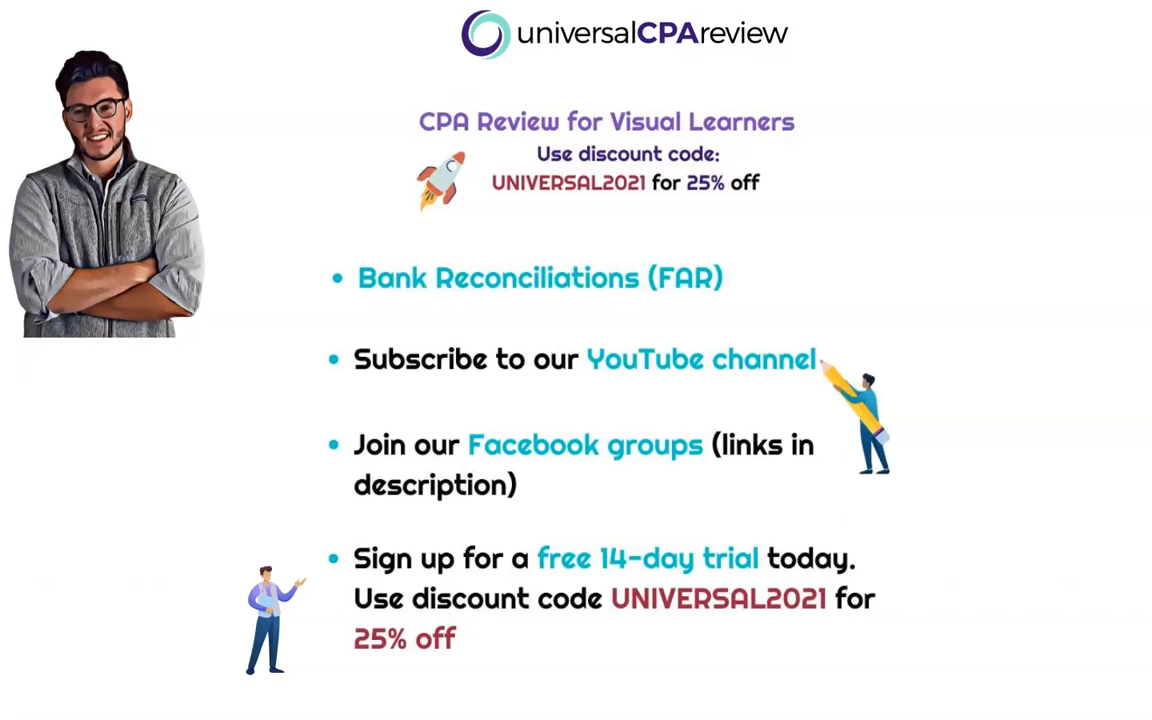 universalCPAreview
CPA Review for Visual Learners
Use discount code:
UNIVERSAL2021 for 25% off
• Bank Reconciliations (FAR)
• Subscribe to our YouTube channel
• Join our Facebook groups (links in
description)
• Sign up for a free 14-day trial today.
Use discount code UNIVERSAL2021 for
25% off